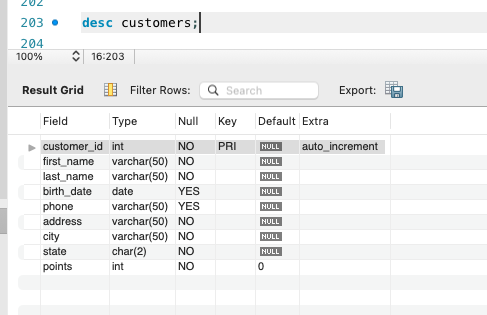 202
203 desc customers;
204
100% 16:203
Result Grid Filter Rows: Search Export:
Field Type Null Key Default Extra
customer_id int NO PRI NULL auto_increment
first_name varchar(50) NO NULL
last_name varchar(50) NO NULL
birth_date date YES NULL
phone varchar(50) YES NULL
address varchar(50) NO NULL
city varchar(50) NO NULL
state char(2) NO NULL
points int NO 0